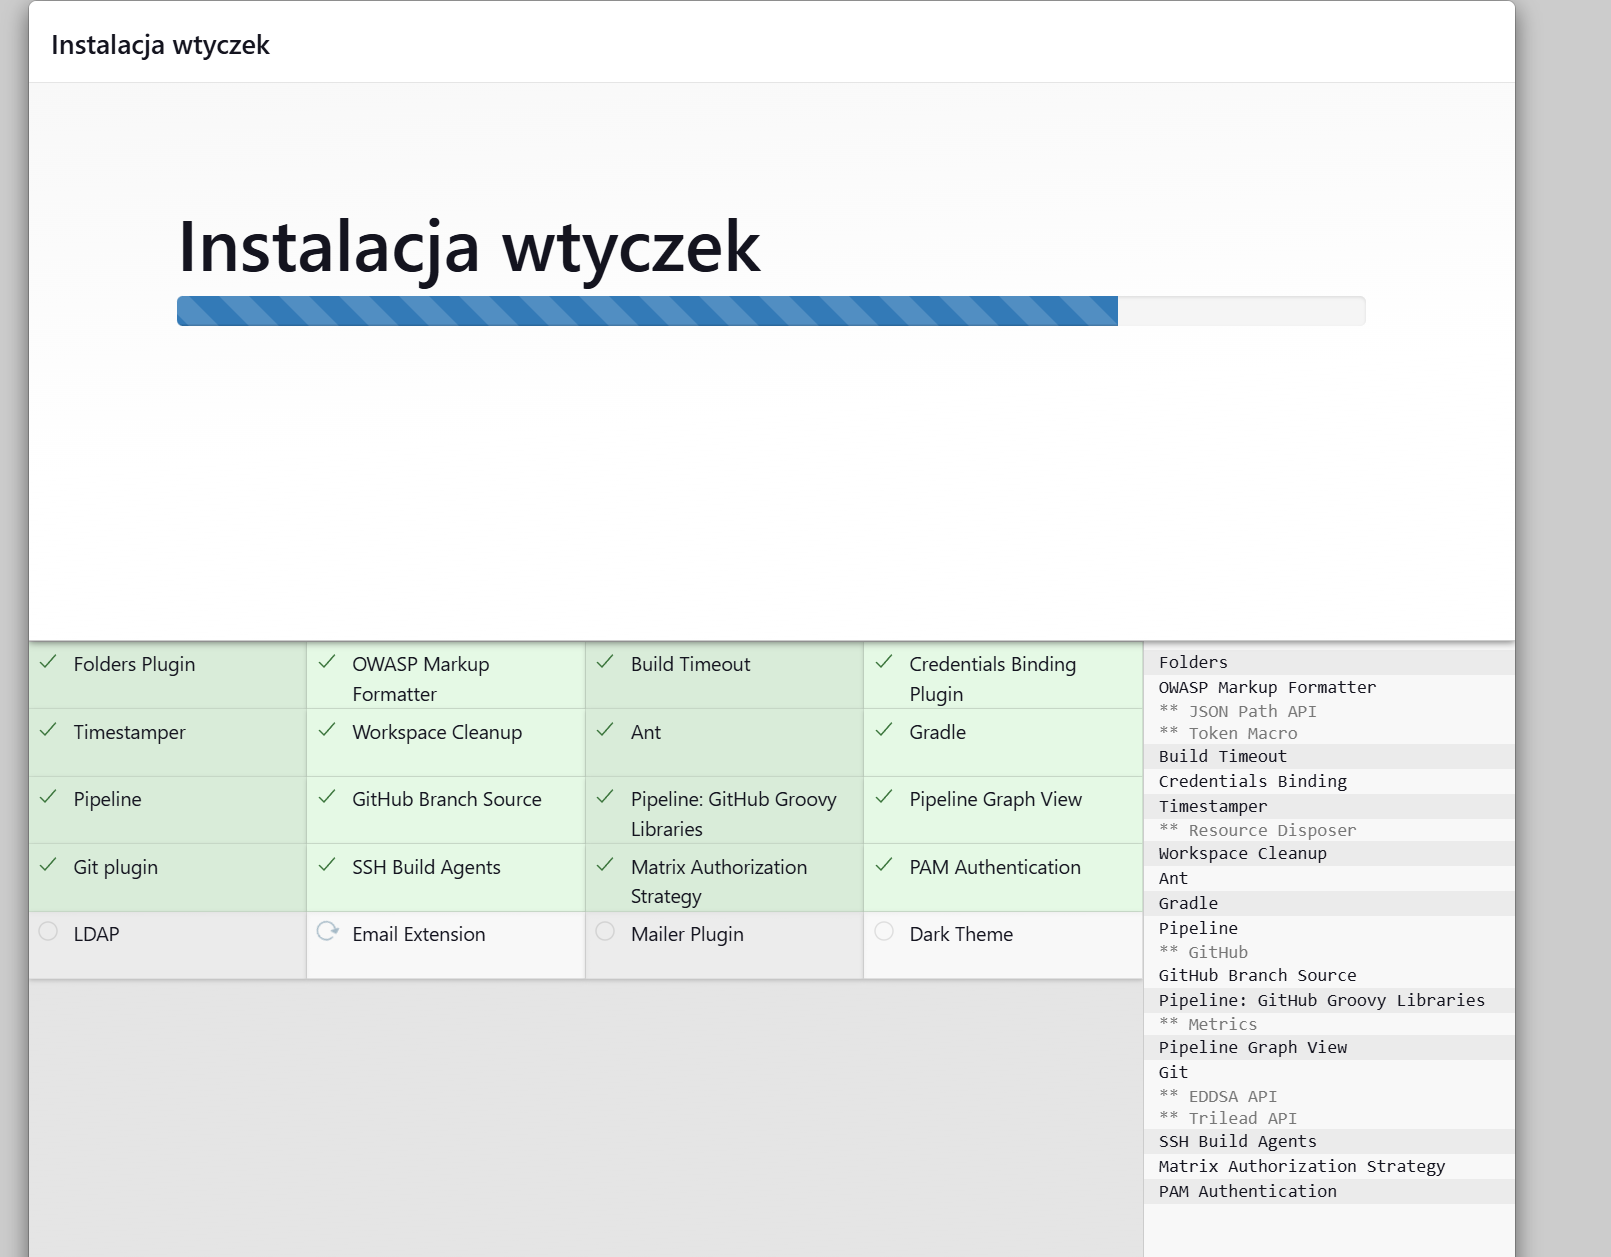 Instalacja wtyczek
Instalacja wtyczek
Folders Plugin
OWASP Markup
Formatter
Build Timeout
Credentials Binding
Plugin
Timestamper
Workspace Cleanup
Ant
Gradle
Pipeline
GitHub Branch Source
Pipeline: GitHub Groovy
Libraries
Pipeline Graph View
Git plugin
SSH Build Agents
Matrix Authorization
Strategy
PAM Authentication
LDAP
Email Extension
Mailer Plugin
Dark Theme
Folders
OWASP Markup Formatter
** JSON Path API
** Token Macro
Build Timeout
Credentials Binding
Timestamper
** Resource Disposer
Workspace Cleanup
Ant
Gradle
Pipeline
** GitHub
GitHub Branch Source
Pipeline: GitHub Groovy Libraries
** Metrics
Pipeline Graph View
Git
** EDDSA API
** Trilead API
SSH Build Agents
Matrix Authorization Strategy
PAM Authentication